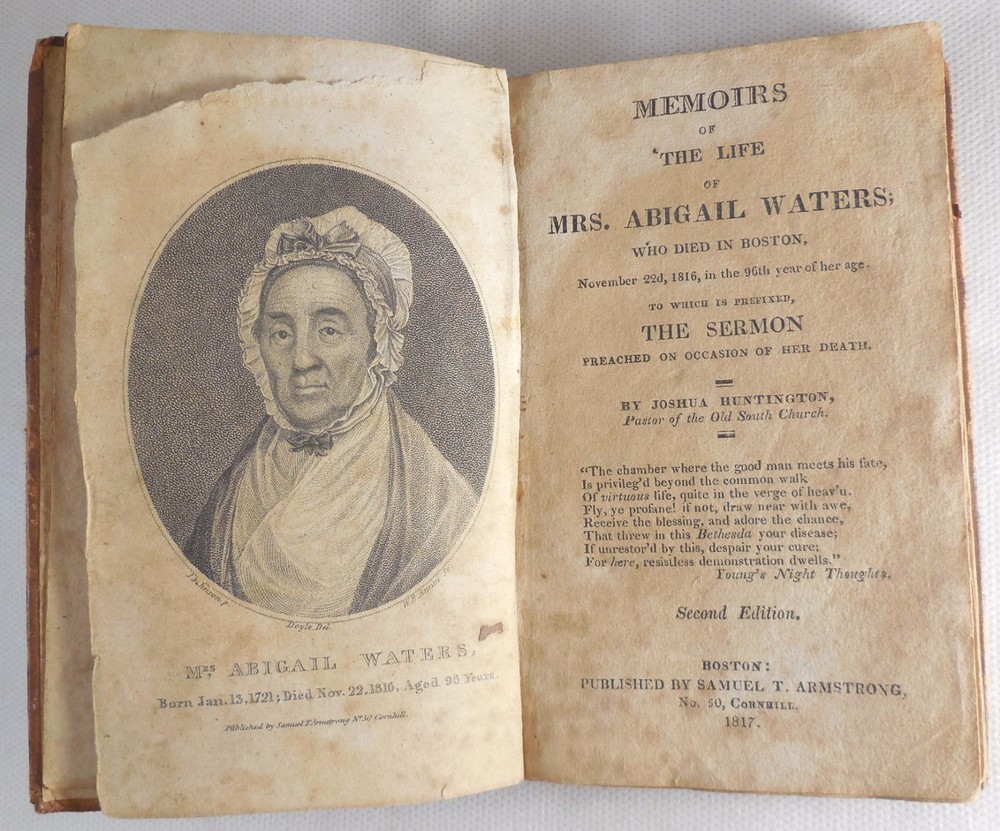 Doyle Del.
Mrs. ABIGAIL WATERS,
Born Jan. 13, 1721; Died Nov. 22, 1816, Aged 96 Years.
Published by Samuel T. Armstrong No. 50 Cornhill.
MEMOIRS
OF
THE LIFE
OF
MRS. ABIGAIL WATERS;
WHO DIED IN BOSTON,
November 22d, 1816, in the 96th year of her age.
TO WHICH IS PREFIXED,
THE SERMON
PREACHED ON OCCASION OF HER DEATH.
BY JOSHUA HUNTINGTON,
Pastor of the Old South Church.
"The chamber where the good man meets his fate,
Is privileg'd beyond the common walk
Of virtuous life, quite in the verge of heav'n.
Fly, ye profane! if not, draw near with awe,
Receive the blessing, and adore the chance,
That threw in this Bethesda your disease;
If unrestor'd by this, despair your cure;
For here, resistless demonstration dwells."
Young's Night Thoughts.
Second Edition.
BOSTON:
PUBLISHED BY SAMUEL T. ARMSTRONG,
No. 50, CORNHILL.
1817.